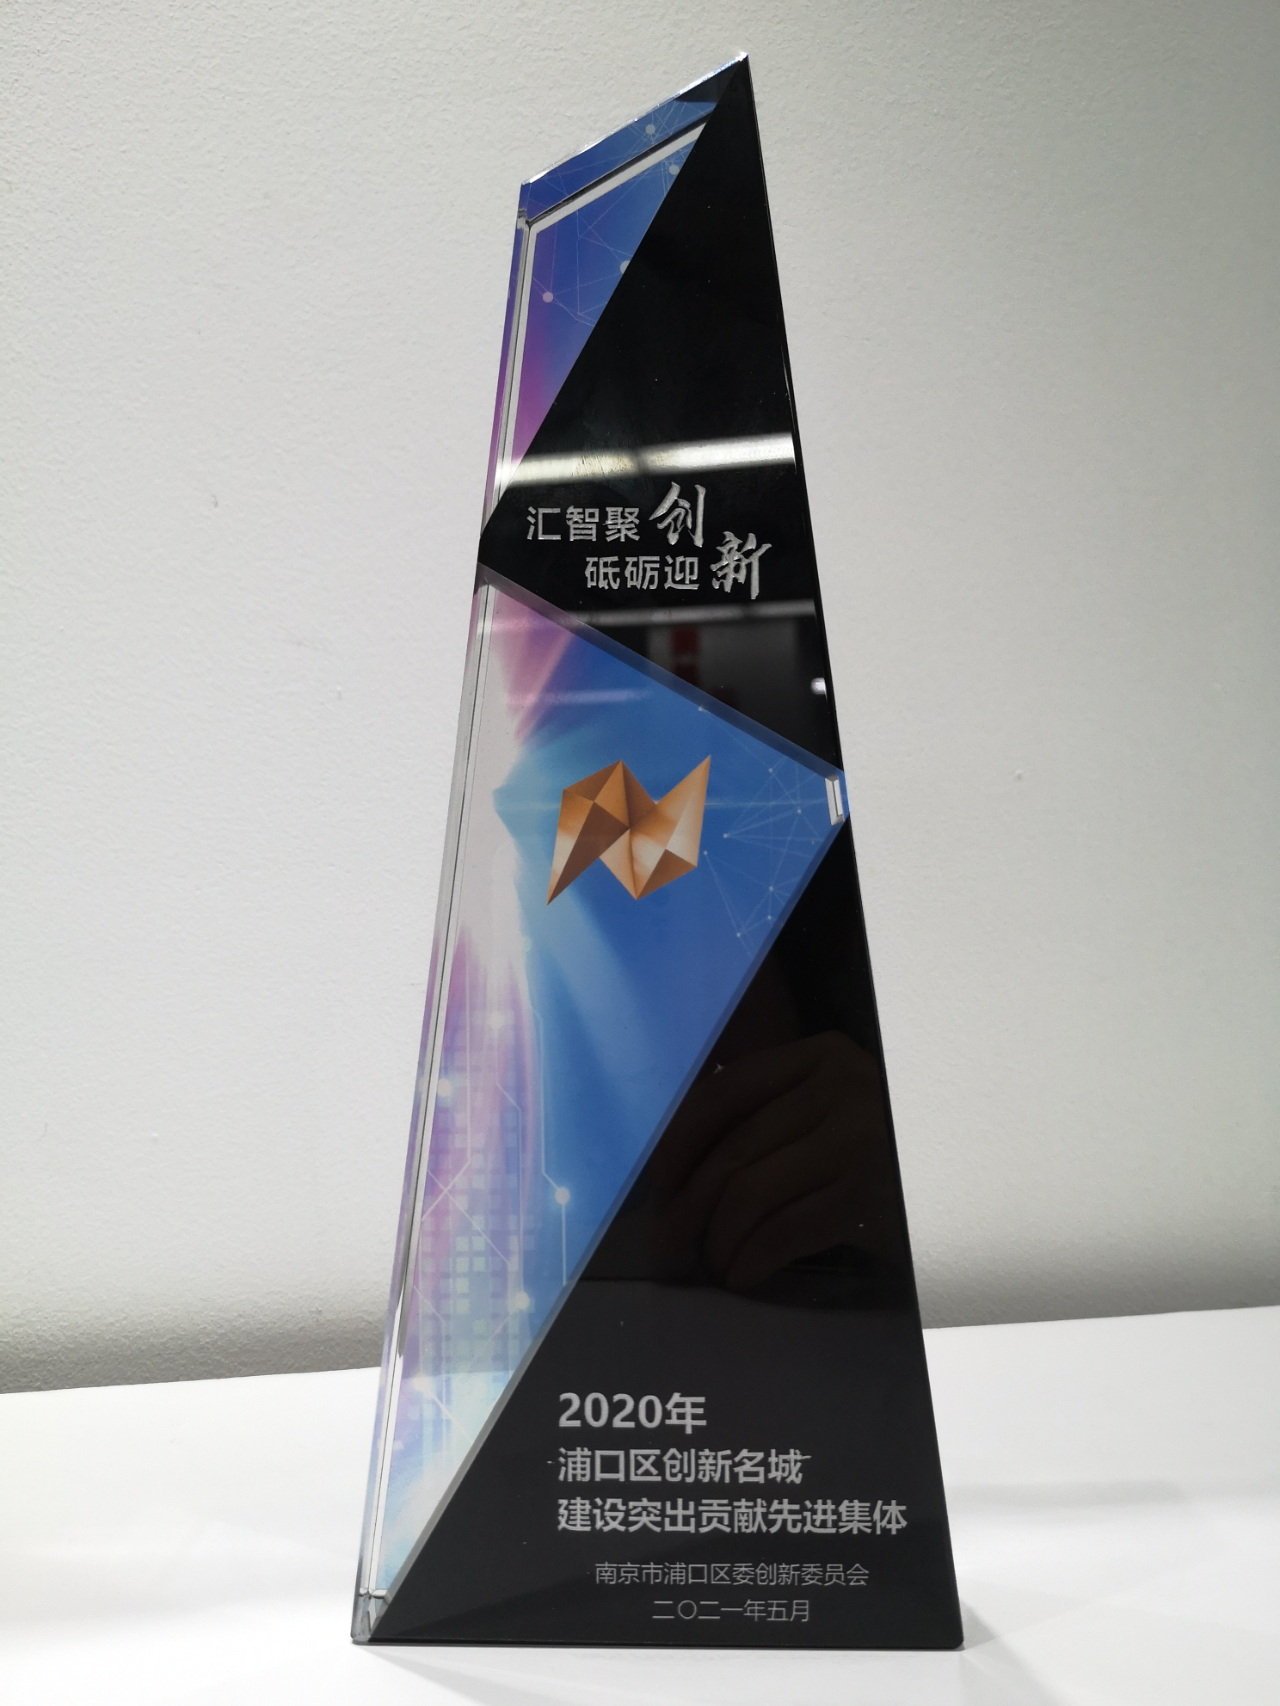 汇智聚创
砥砺迎新
2020年
浦口区创新名城
建设突出贡献先进集体
南京市浦口区委创新委员会
二〇二一年五月